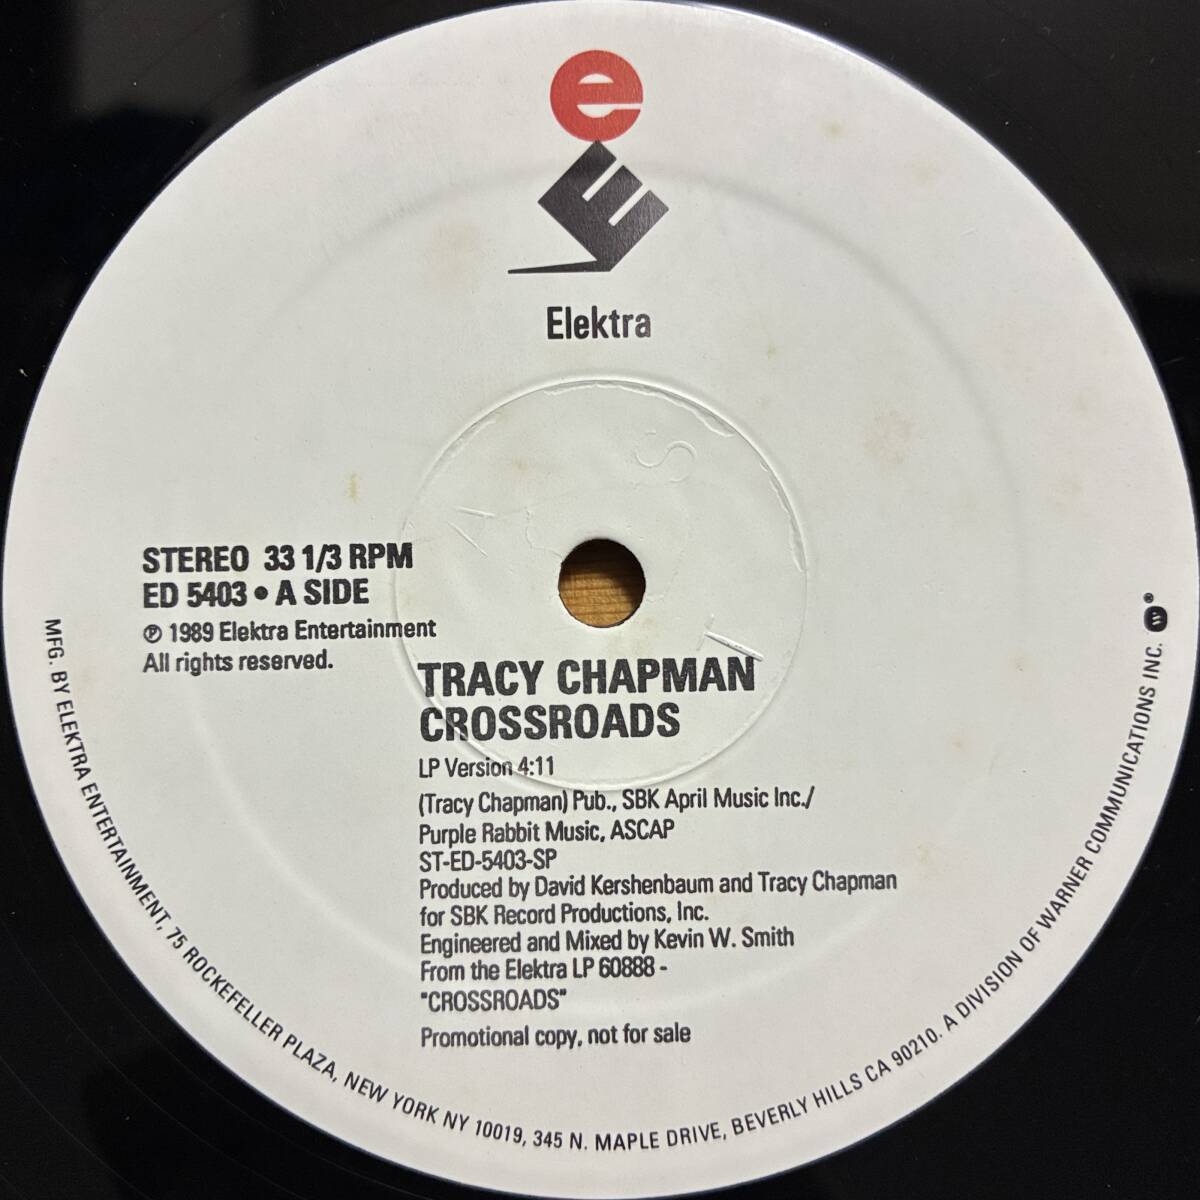 e
E
Elektra
STEREO 33 1/3 RPM
ED 5403 • A SIDE
℗ 1989 Elektra Entertainment
All rights reserved.
TRACY CHAPMAN
CROSSROADS
LP Version 4:11
(Tracy Chapman) Pub., SBK April Music Inc./
Purple Rabbit Music, ASCAP
ST-ED-5403-SP
Produced by David Kershenbaum and Tracy Chapman
for SBK Record Productions, Inc.
Engineered and Mixed by Kevin W. Smith
From the Elektra LP 60888 -
"CROSSROADS"
Promotional copy, not for sale
MFG. BY ELEKTRA ENTERTAINMENT, 75 ROCKEFELLER PLAZA, NEW YORK NY 10019, 345 N. MAPLE DRIVE, BEVERLY HILLS CA 90210. A DIVISION OF WARNER COMMUNICATIONS INC. ®